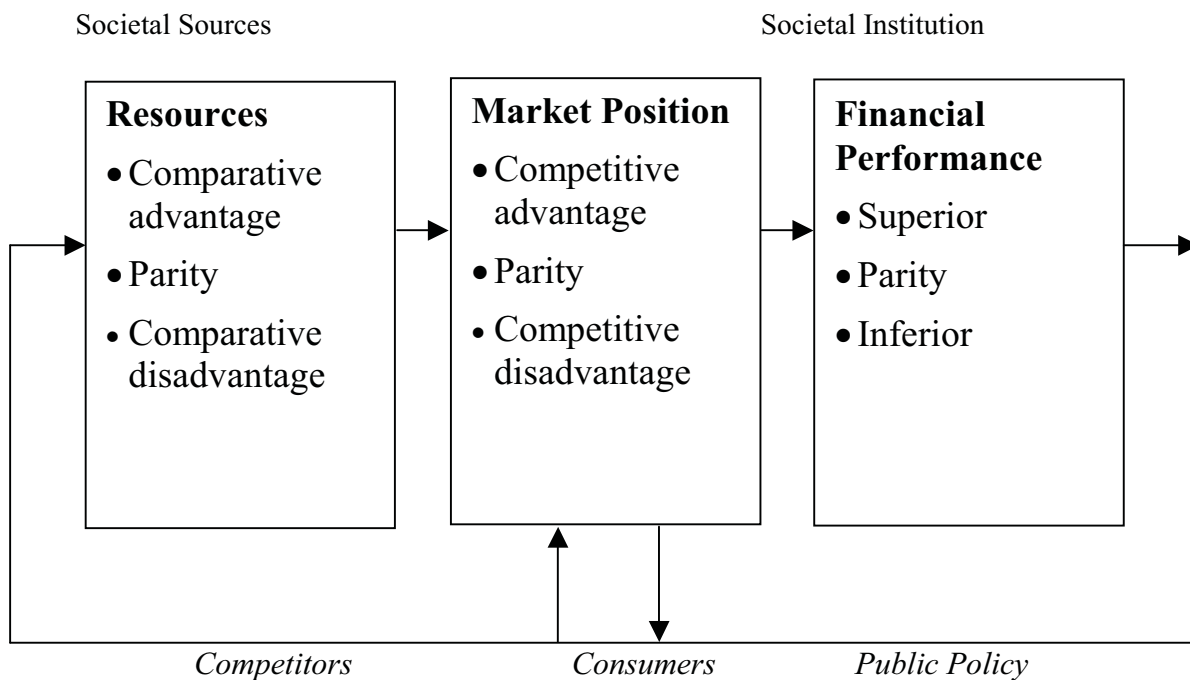 Societal Sources
Societal Institution
Resources
• Comparative
advantage
• Parity
• Comparative
disadvantage
Market Position
• Competitive
advantage
• Parity
• Competitive
disadvantage
Financial
Performance
• Superior
• Parity
• Inferior
Competitors
Consumers
Public Policy